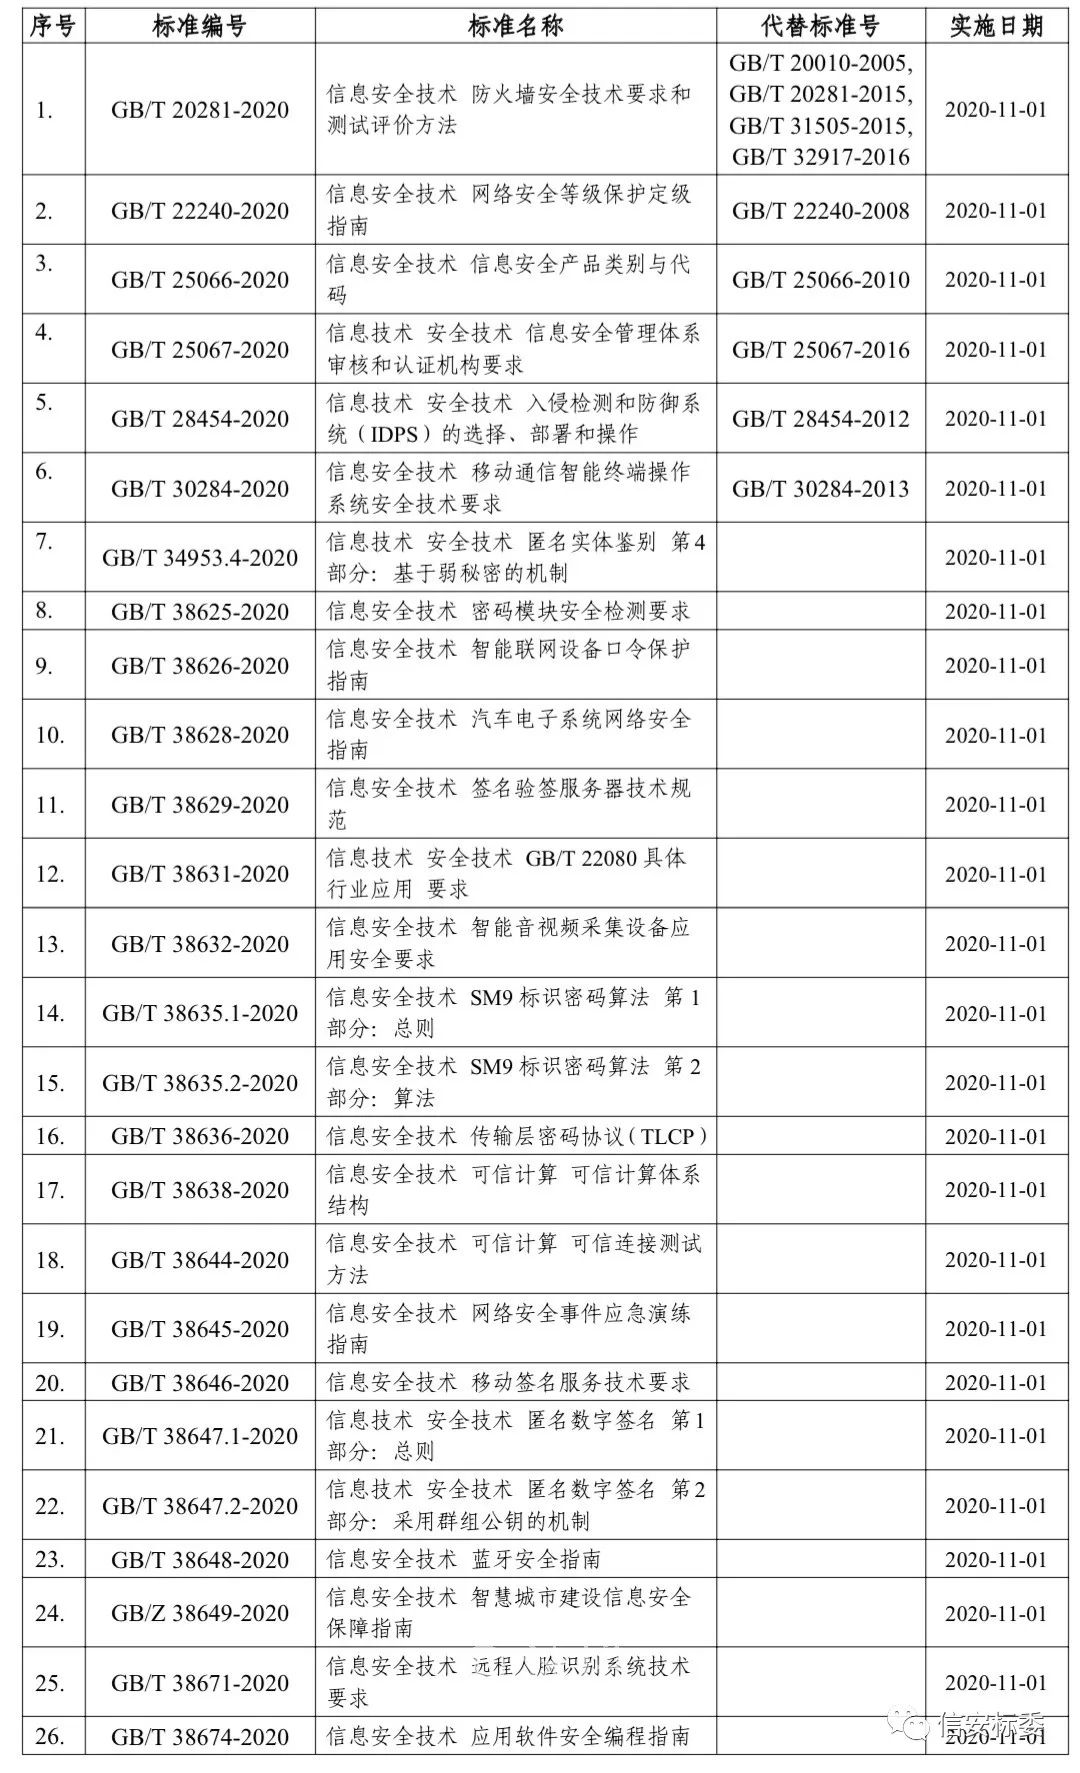 序号 标准编号 标准名称 代替标准号 实施日期
1. GB/T 20281-2020 信息安全技术 防火墙安全技术要求和
测试评价方法 GB/T 20010-2005,
GB/T 20281-2015,
GB/T 31505-2015,
GB/T 32917-2016 2020-11-01
2. GB/T 22240-2020 信息安全技术 网络安全等级保护定级
指南 GB/T 22240-2008 2020-11-01
3. GB/T 25066-2020 信息安全技术 信息安全产品类别与代
码 GB/T 25066-2010 2020-11-01
4. GB/T 25067-2020 信息技术 安全技术 信息安全管理体系
审核和认证机构要求 GB/T 25067-2016 2020-11-01
5. GB/T 28454-2020 信息技术 安全技术 入侵检测和防御系
统（IDPS）的选择、部署和操作 GB/T 28454-2012 2020-11-01
6. GB/T 30284-2020 信息安全技术 移动通信智能终端操作
系统安全技术要求 GB/T 30284-2013 2020-11-01
7. GB/T 34953.4-2020 信息技术 安全技术 匿名实体鉴别 第4
部分：基于弱秘密的机制 2020-11-01
8. GB/T 38625-2020 信息安全技术 密码模块安全检测要求 2020-11-01
9. GB/T 38626-2020 信息安全技术 智能联网设备口令保护
指南 2020-11-01
10. GB/T 38628-2020 信息安全技术 汽车电子系统网络安全
指南 2020-11-01
11. GB/T 38629-2020 信息安全技术 签名验签服务器技术规
范 2020-11-01
12. GB/T 38631-2020 信息技术 安全技术 GB/T 22080具体
行业应用 要求 2020-11-01
13. GB/T 38632-2020 信息安全技术 智能音视频采集设备应
用安全要求 2020-11-01
14. GB/T 38635.1-2020 信息安全技术 SM9标识密码算法 第1
部分：总则 2020-11-01
15. GB/T 38635.2-2020 信息安全技术 SM9标识密码算法 第2
部分：算法 2020-11-01
16. GB/T 38636-2020 信息安全技术 传输层密码协议（TLCP） 2020-11-01
17. GB/T 38638-2020 信息安全技术 可信计算 可信计算体系
结构 2020-11-01
18. GB/T 38644-2020 信息安全技术 可信计算 可信连接测试
方法 2020-11-01
19. GB/T 38645-2020 信息安全技术 网络安全事件应急演练
指南 2020-11-01
20. GB/T 38646-2020 信息安全技术 移动签名服务技术要求 2020-11-01
21. GB/T 38647.1-2020 信息技术 安全技术 匿名数字签名 第1
部分：总则 2020-11-01
22. GB/T 38647.2-2020 信息技术 安全技术 匿名数字签名 第2
部分：采用群组公钥的机制 2020-11-01
23. GB/T 38648-2020 信息安全技术 蓝牙安全指南 2020-11-01
24. GB/Z 38649-2020 信息安全技术 智慧城市建设信息安全
保障指南 2020-11-01
25. GB/T 38671-2020 信息安全技术 远程人脸识别系统技术
要求 2020-11-01
26. GB/T 38674-2020 信息安全技术 应用软件安全编程指南 2020-11-01
信安标委